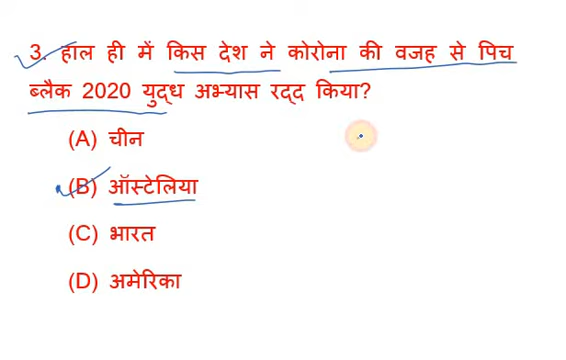 3. हाल ही में किस देश ने कोरोना की वजह से पिच
ब्लैक 2020 युद्ध अभ्यास रद्द किया?
(A) चीन
(B) ऑस्टेलिया
(C) भारत
(D) अमेरिका